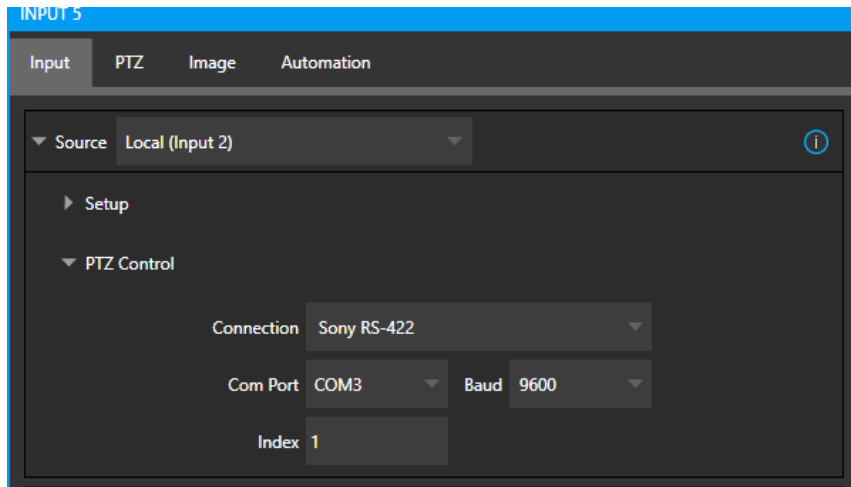 INPUT 5
Input PTZ Image Automation
Source Local (Input 2)
Setup
PTZ Control
Connection Sony RS-422
Com Port COM3 Baud 9600
Index 1